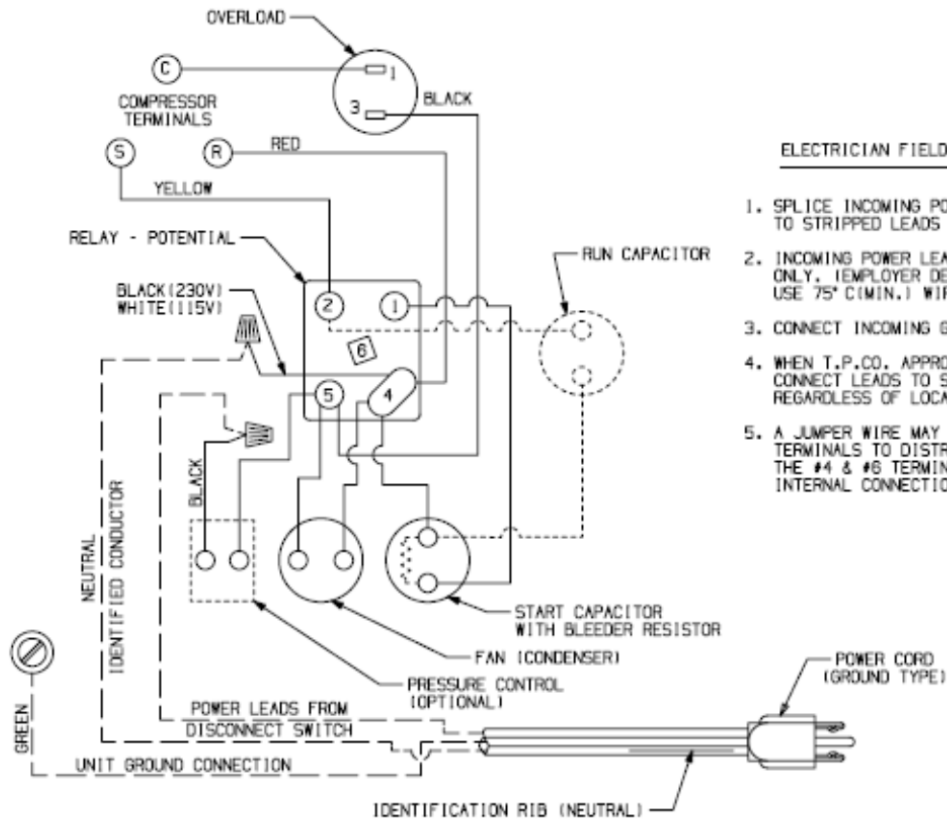 OVERLOAD
C
1
3
BLACK
COMPRESSOR
TERMINALS
S
R
RED
YELLOW
RELAY - POTENTIAL
RUN CAPACITOR
BLACK(230V)
WHITE(115V)
2
1
6
5
4
BLACK
NEUTRAL
IDENTIFIED CONDUCTOR
START CAPACITOR
WITH BLEEDER RESISTOR
FAN (CONDENSER)
PRESSURE CONTROL
(OPTIONAL)
POWER LEADS FROM
DISCONNECT SWITCH
GREEN
UNIT GROUND CONNECTION
POWER CORD
(GROUND TYPE)
IDENTIFICATION RIB (NEUTRAL)
ELECTRICIAN FIELD
1. SPLICE INCOMING PO
TO STRIPPED LEADS
2. INCOMING POWER LEA
ONLY. (EMPLOYER DE
USE 75°C(MIN.) WIR
3. CONNECT INCOMING G
4. WHEN T.P.CO. APPRO
CONNECT LEADS TO S
REGARDLESS OF LOCA
5. A JUMPER WIRE MAY
TERMINALS TO DISTR
THE #4 & #6 TERMIN
INTERNAL CONNECTIO